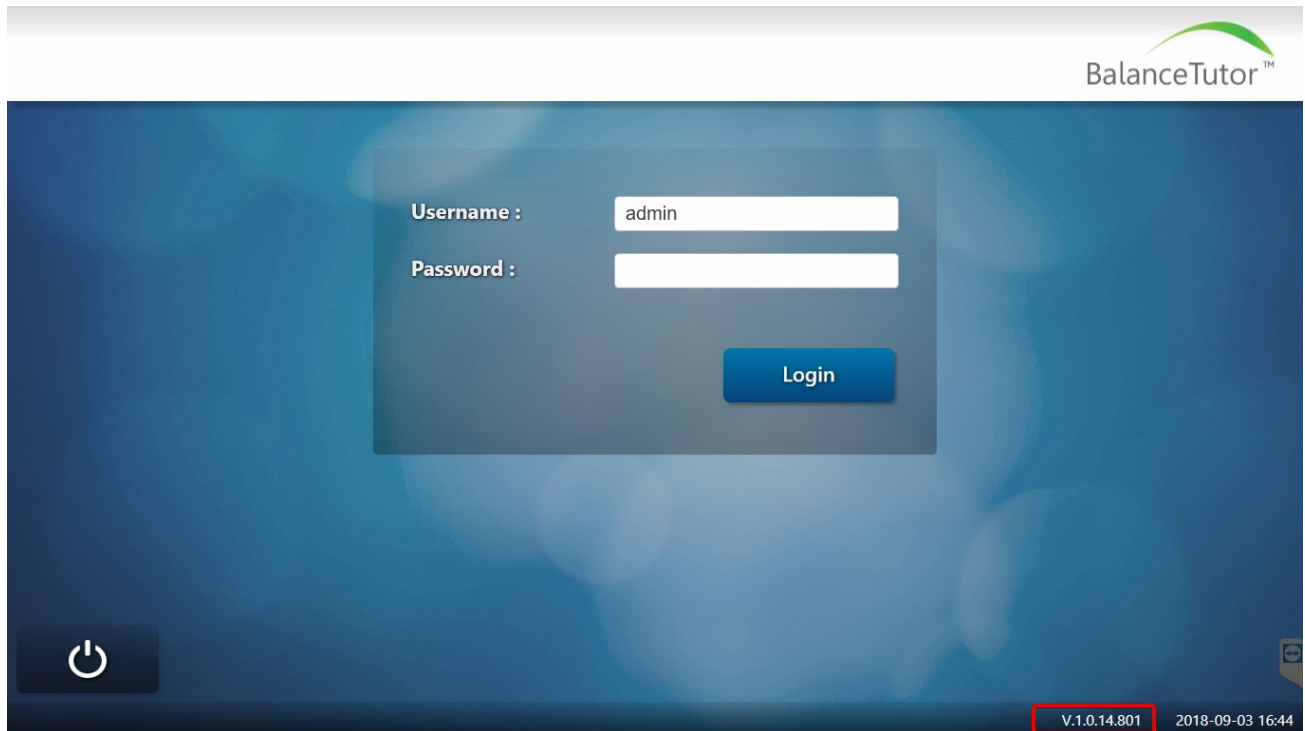 BalanceTutor™
Username : admin
Password :
Login
V.1.0.14.801 2018-09-03 16:44